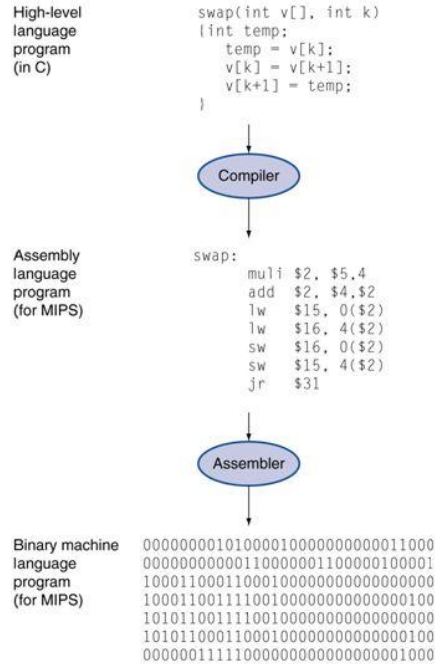 High-level
language
program
(in C)
swap(int v[], int k)
{int temp;
temp = v[k];
v[k] = v[k+1];
v[k+1] = temp;
}
Compiler
Assembly
language
program
(for MIPS)
swap:
muli $2, $5,4
add $2, $4,$2
lw $15, 0($2)
lw $16, 4($2)
sw $16, 0($2)
sw $15, 4($2)
jr $31
Assembler
Binary machine
language
program
(for MIPS)
00000000101000010000000000011000
00000000000110000001100000100001
10001100011000100000000000000000
10001100111100100000000000000100
10101100111100100000000000000000
10101100011000100000000000000100
00000011111000000000000000001000